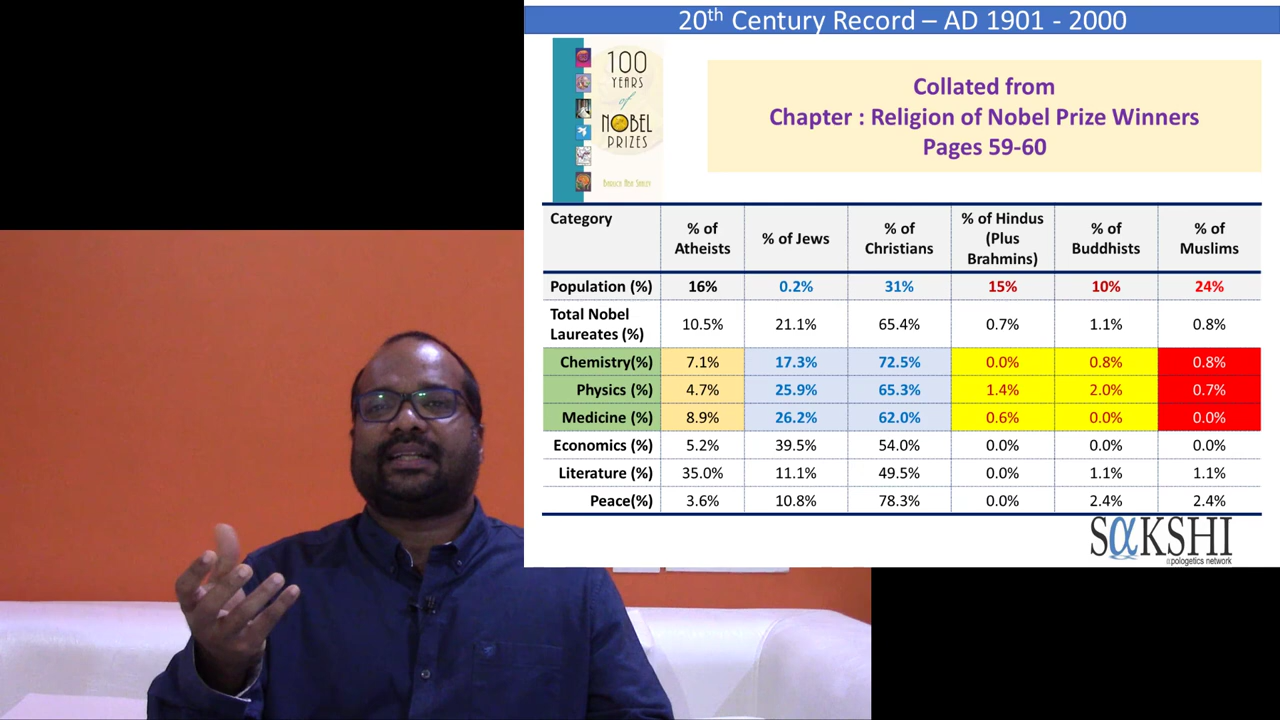 20th Century Record – AD 1901 - 2000
100
YEARS
of
NOBEL
PRIZES
Collated from
Chapter : Religion of Nobel Prize Winners
Pages 59-60
Category % of Atheists % of Jews % of Christians % of Hindus (Plus Brahmins) % of Buddhists % of Muslims
Population (%) 16% 0.2% 31% 15% 10% 24%
Total Nobel Laureates (%) 10.5% 21.1% 65.4% 0.7% 1.1% 0.8%
Chemistry(%) 7.1% 17.3% 72.5% 0.0% 0.8% 0.8%
Physics (%) 4.7% 25.9% 65.3% 1.4% 2.0% 0.7%
Medicine (%) 8.9% 26.2% 62.0% 0.6% 0.0% 0.0%
Economics (%) 5.2% 39.5% 54.0% 0.0% 0.0% 0.0%
Literature (%) 35.0% 11.1% 49.5% 0.0% 1.1% 1.1%
Peace(%) 3.6% 10.8% 78.3% 0.0% 2.4% 2.4%
SαKSHI
αpologetics network